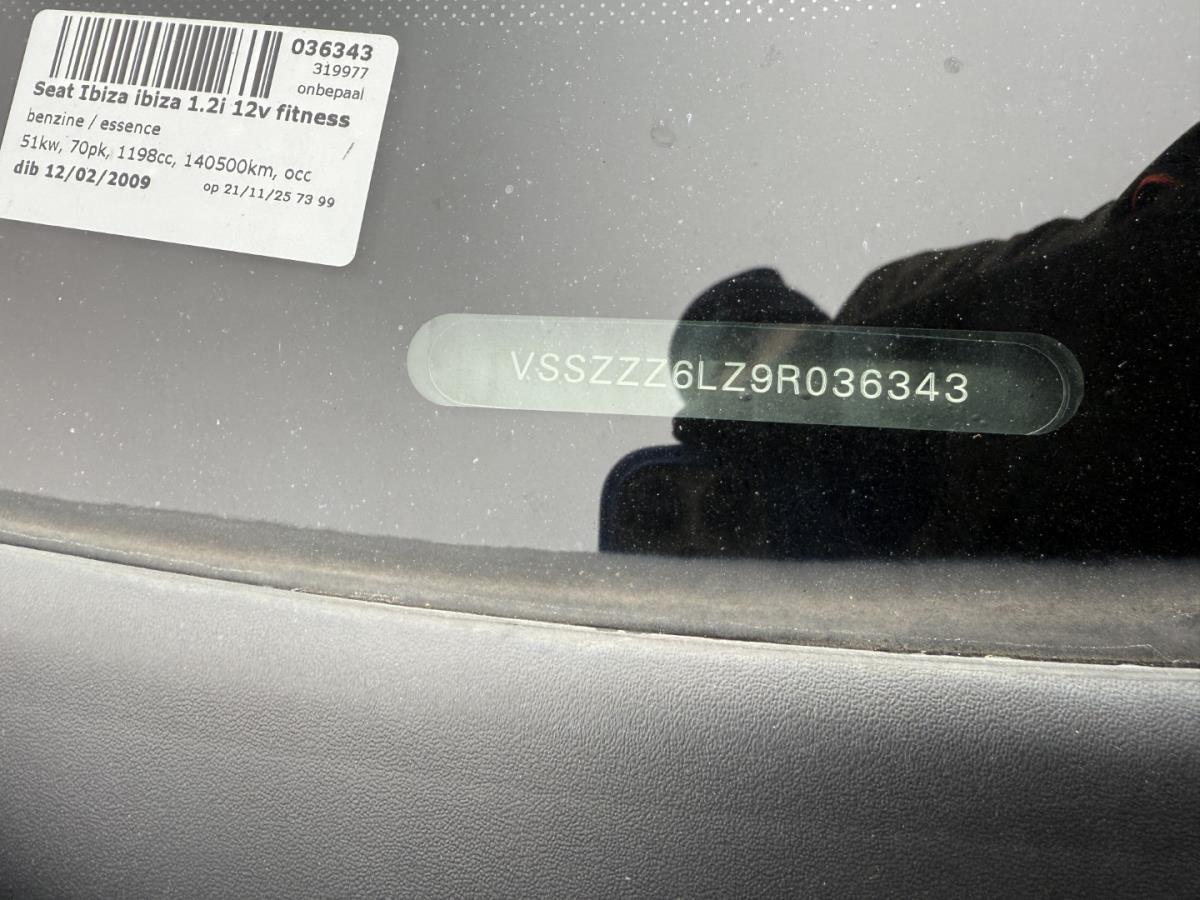 036343
319977
onbepaal
Seat Ibiza ibiza 1.2i 12v fitness
benzine / essence
51kw, 70pk, 1198cc, 140500km, occ
dib 12/02/2009
op 21/11/25 73 99
VSSZZZ6LZ9R036343